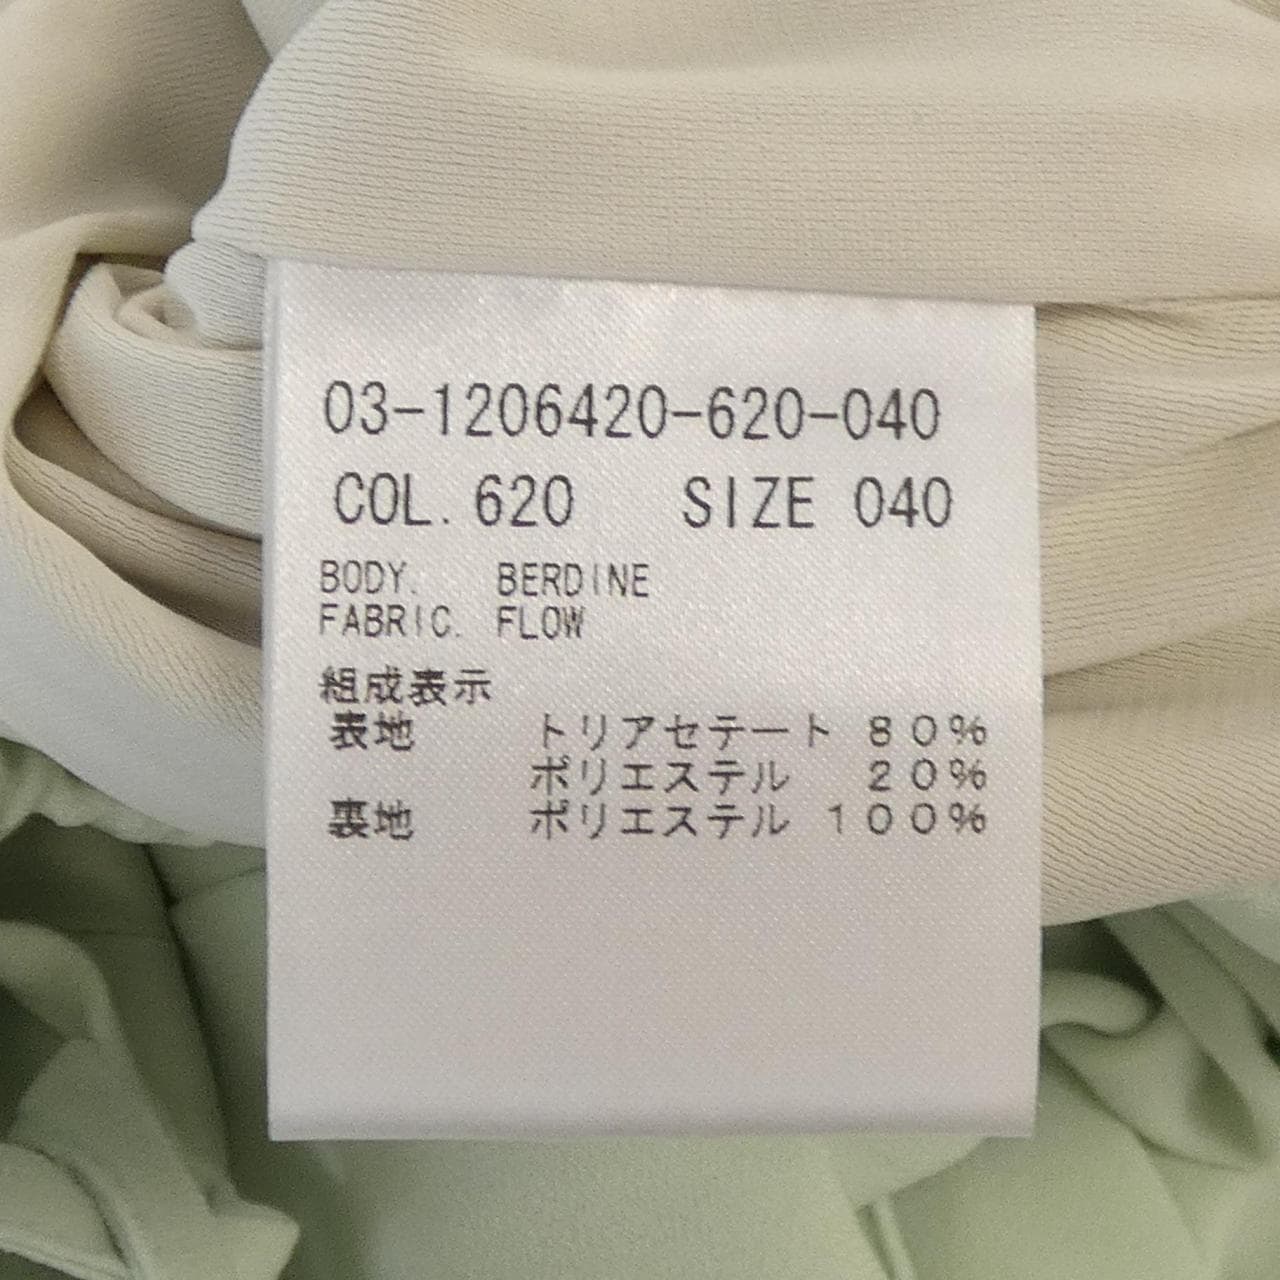 03-1206420-620-040
COL. 620 SIZE 040
BODY. BERDINE
FABRIC. FLOW
組成表示
表地 トリアセテート 80%
ポリエステル 20%
裏地 ポリエステル 100%